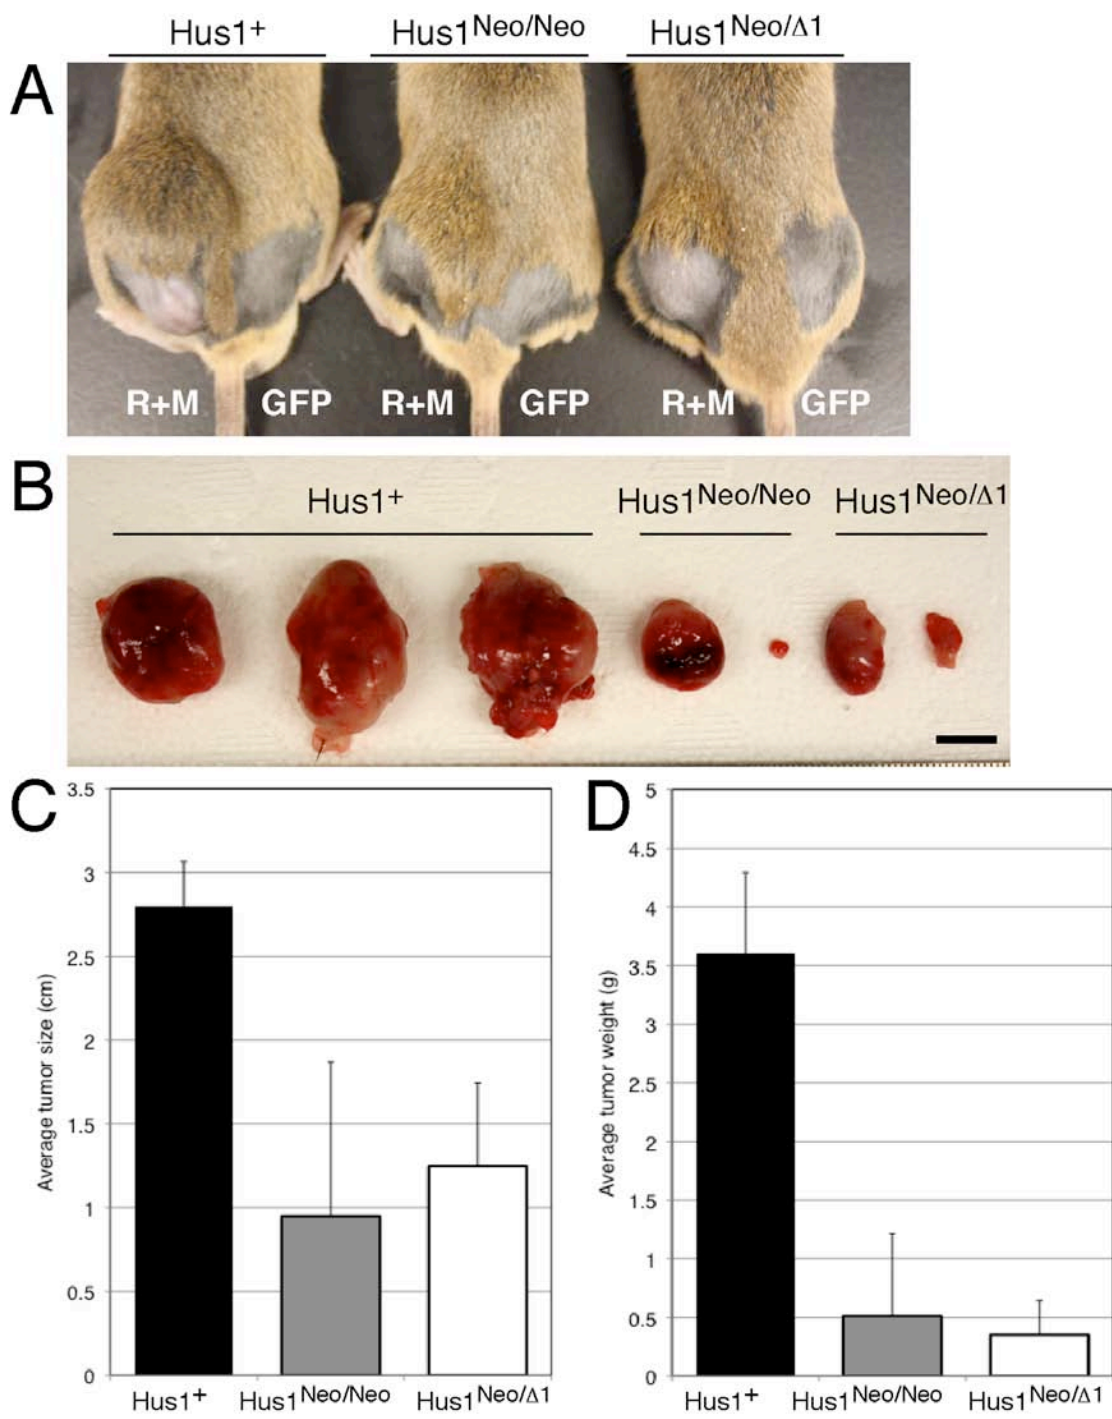 Hus1+ Hus1Neo/Neo Hus1Neo/Δ1
A
R+M GFP R+M GFP R+M GFP
B
Hus1+ Hus1Neo/Neo Hus1Neo/Δ1
C
3.5
3
2.5
2
1.5
1
0.5
0
Average tumor size (cm)
Hus1+ Hus1Neo/Neo Hus1Neo/Δ1
D
5
4.5
4
3.5
3
2.5
2
1.5
1
0.5
0
Average tumor weight (g)
Hus1+ Hus1Neo/Neo Hus1Neo/Δ1